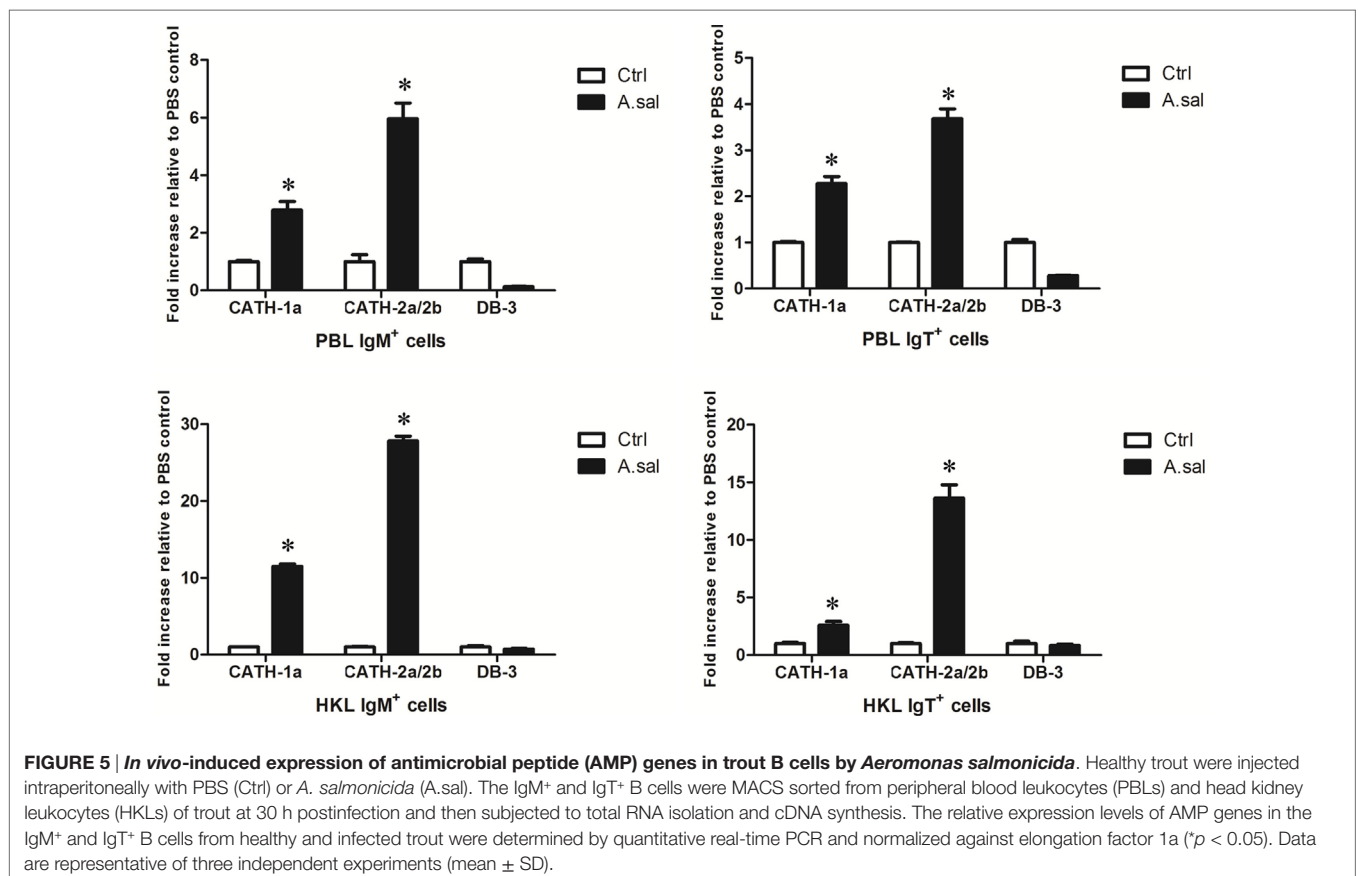 Fold increase relative to PBS control
8
6
4
2
0
*
*
CATH-1a CATH-2a/2b DB-3
PBL IgM⁺ cells
Ctrl
A.sal
Fold increase relative to PBS control
5
4
3
2
1
0
*
*
CATH-1a CATH-2a/2b DB-3
PBL IgT⁺ cells
Ctrl
A.sal
Fold increase relative to PBS control
30
20
10
0
*
*
CATH-1a CATH-2a/2b DB-3
HKL IgM⁺ cells
Ctrl
A.sal
Fold increase relative to PBS control
20
15
10
5
0
*
*
CATH-1a CATH-2a/2b DB-3
HKL IgT⁺ cells
Ctrl
A.sal
FIGURE 5 | In vivo-induced expression of antimicrobial peptide (AMP) genes in trout B cells by Aeromonas salmonicida. Healthy trout were injected
intraperitoneally with PBS (Ctrl) or A. salmonicida (A.sal). The IgM⁺ and IgT⁺ B cells were MACS sorted from peripheral blood leukocytes (PBLs) and head kidney
leukocytes (HKLs) of trout at 30 h postinfection and then subjected to total RNA isolation and cDNA synthesis. The relative expression levels of AMP genes in the
IgM⁺ and IgT⁺ B cells from healthy and infected trout were determined by quantitative real-time PCR and normalized against elongation factor 1a (*p < 0.05). Data
are representative of three independent experiments (mean ± SD).